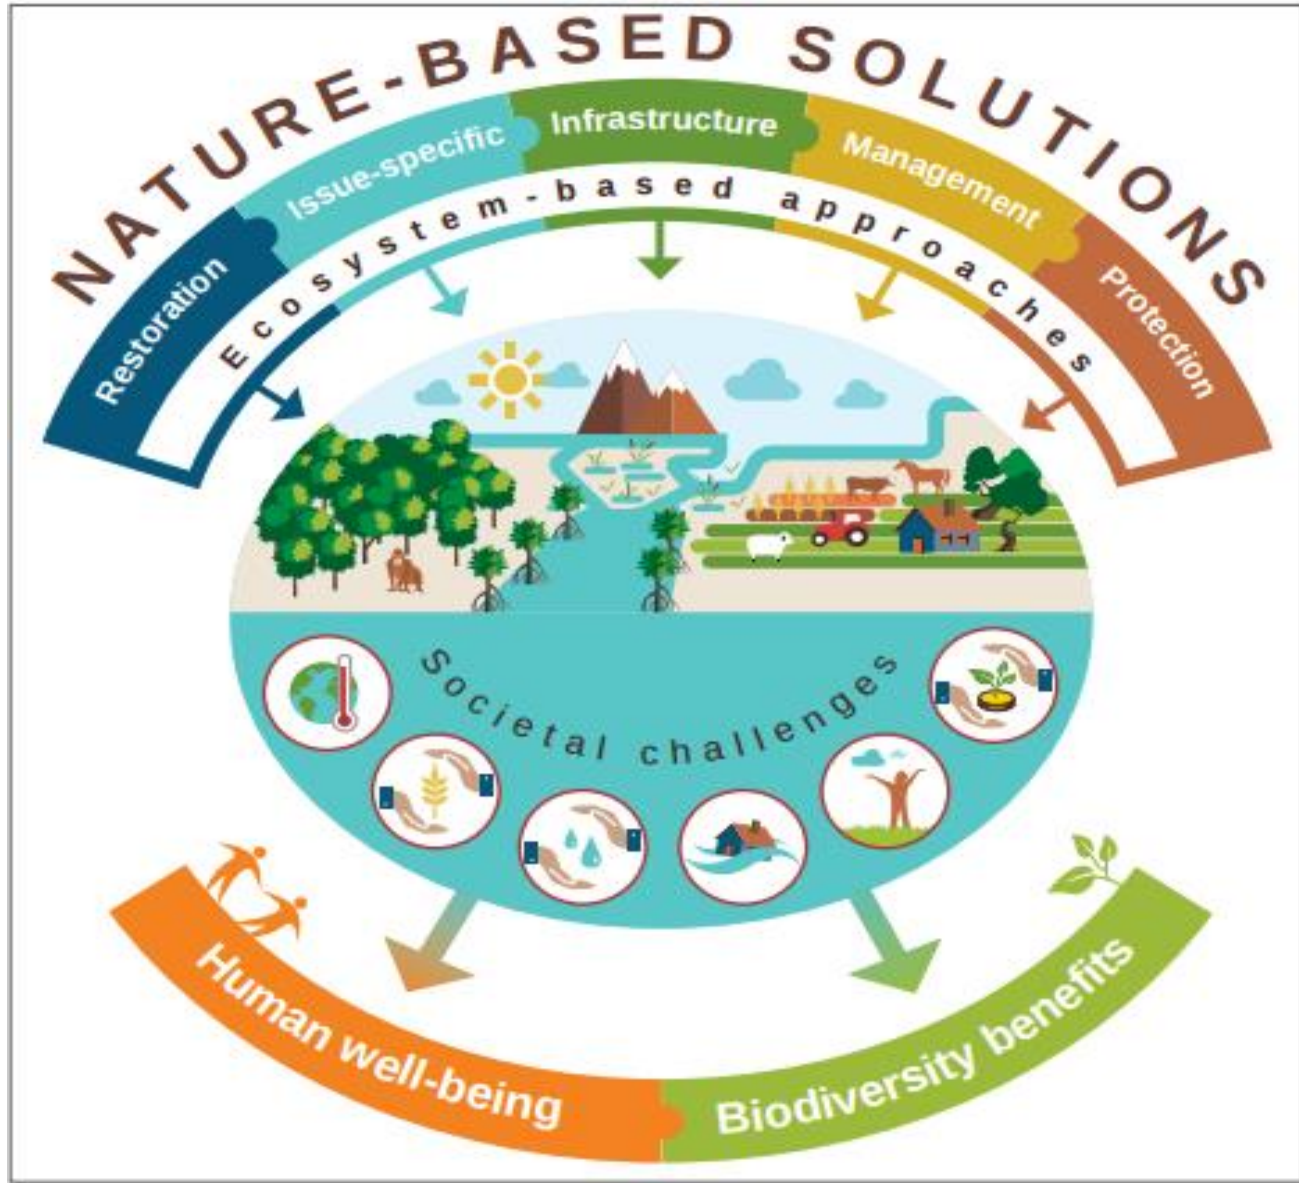 NATURE-BASED SOLUTIONS
Restoration
Issue-specific
Infrastructure
Management
Protection
Ecosystem-based approaches
Societal challenges
Human well-being
Biodiversity benefits